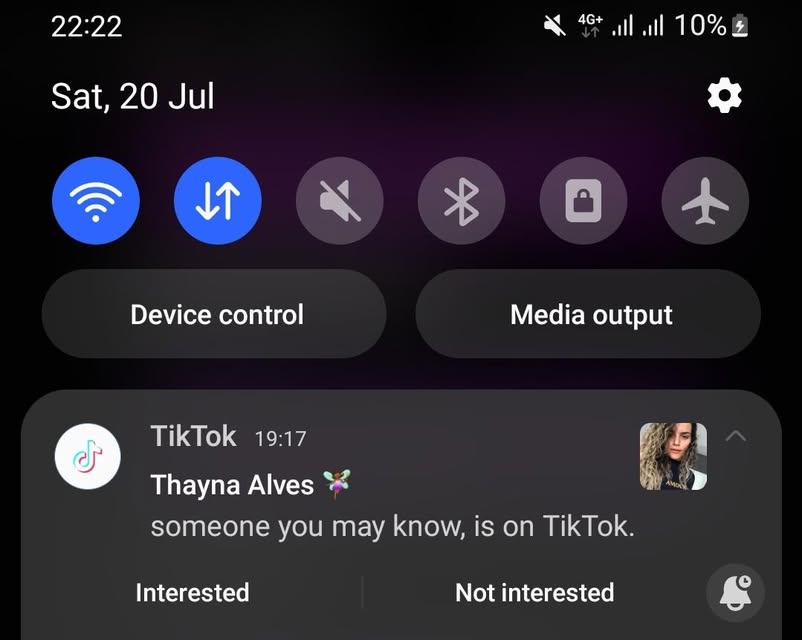 22:22 4G+ 10%
Sat, 20 Jul
Device control Media output
TikTok 19:17
Thayna Alves 🧚
someone you may know, is on TikTok.
Interested Not interested